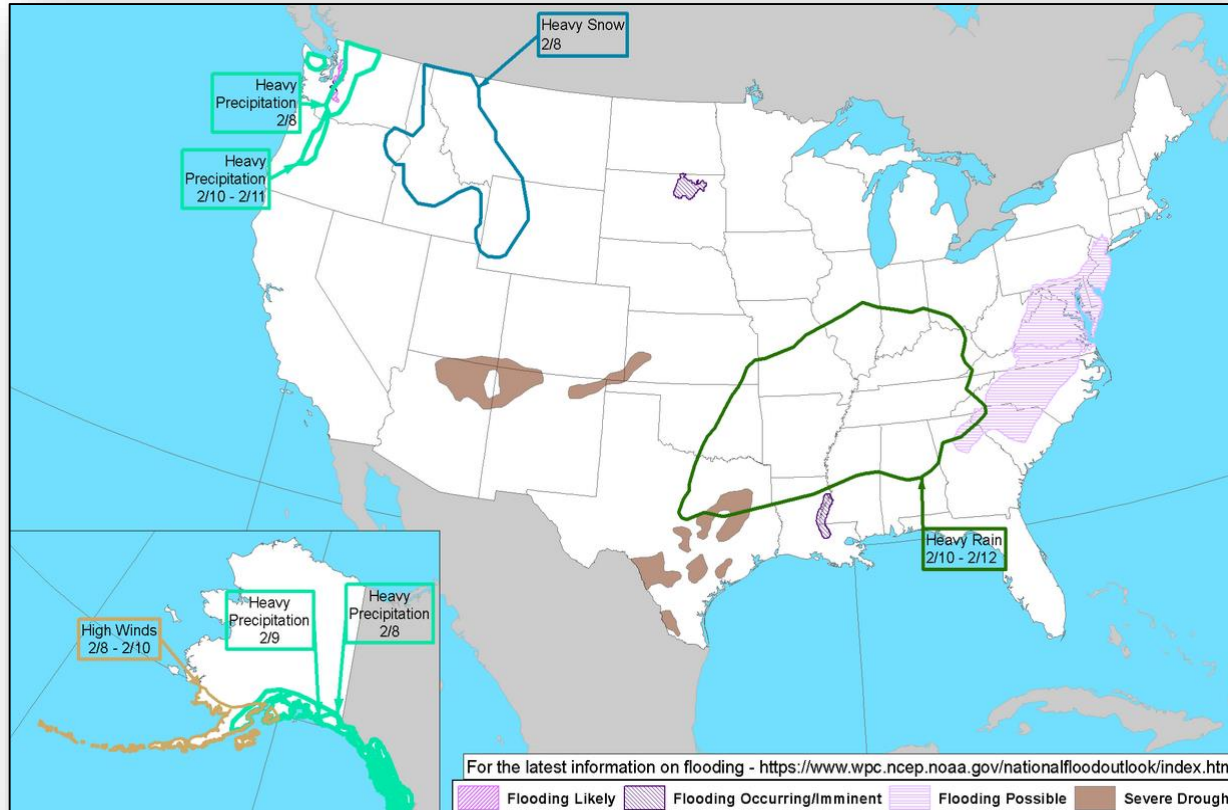 Heavy Snow
2/8
Heavy
Precipitation
2/8
Heavy
Precipitation
2/10 - 2/11
Heavy Rain
2/10 - 2/12
High Winds
2/8 - 2/10
Heavy
Precipitation
2/9
Heavy
Precipitation
2/8
For the latest information on flooding - https://www.wpc.ncep.noaa.gov/nationalfloodoutlook/index.htm
Flooding Likely Flooding Occurring/Imminent Flooding Possible Severe Drough